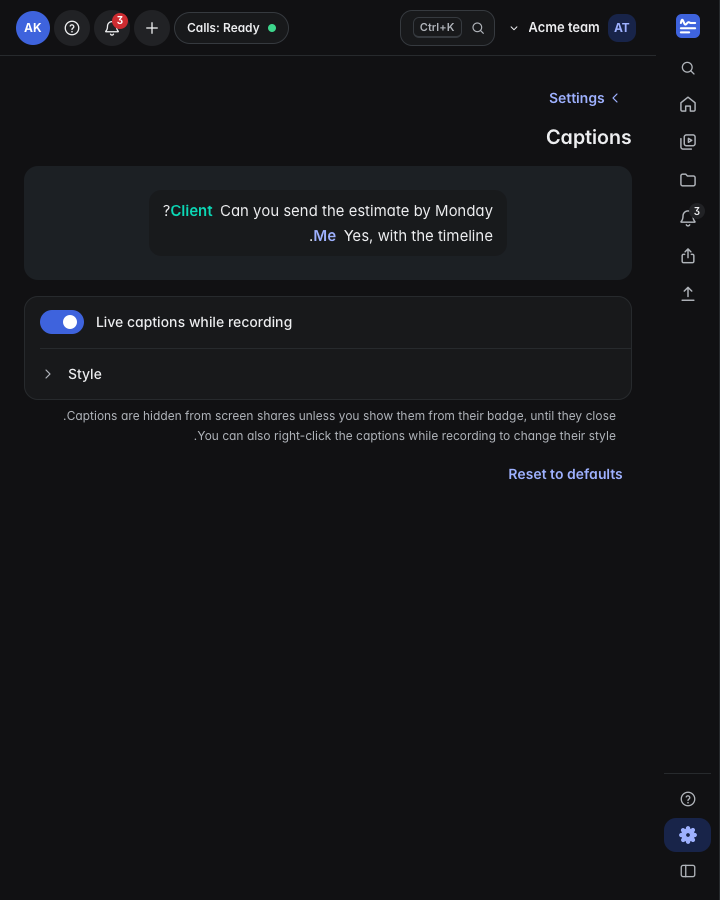 AK
3
Calls: Ready
Ctrl+K
Acme team
AT
Settings
Captions
Client Can you send the estimate by Monday?
Me Yes, with the timeline.
Live captions while recording
Style
Captions are hidden from screen shares unless you show them from their badge, until they close.
You can also right-click the captions while recording to change their style.
Reset to defaults
3